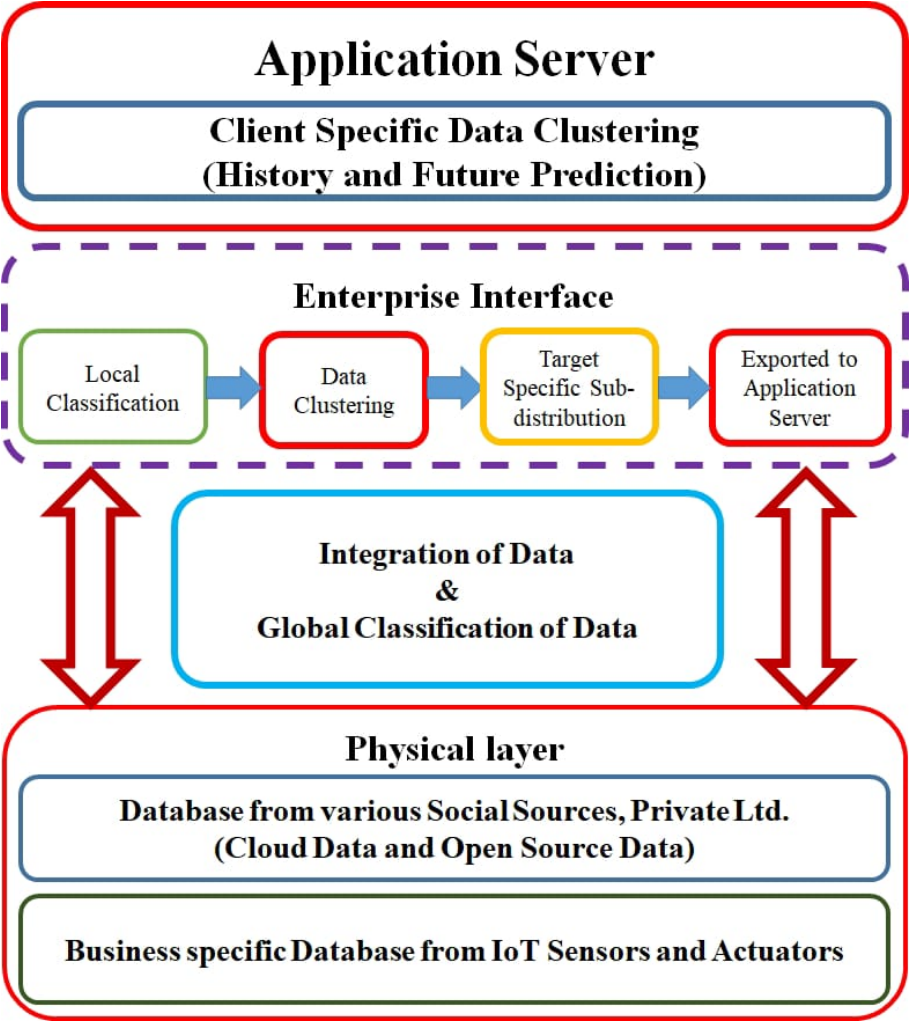 Application Server
Client Specific Data Clustering
(History and Future Prediction)
Enterprise Interface
Local
Classification
Data
Clustering
Target
Specific Sub-
distribution
Exported to
Application
Server
Integration of Data
&
Global Classification of Data
Physical layer
Database from various Social Sources, Private Ltd.
(Cloud Data and Open Source Data)
Business specific Database from IoT Sensors and Actuators